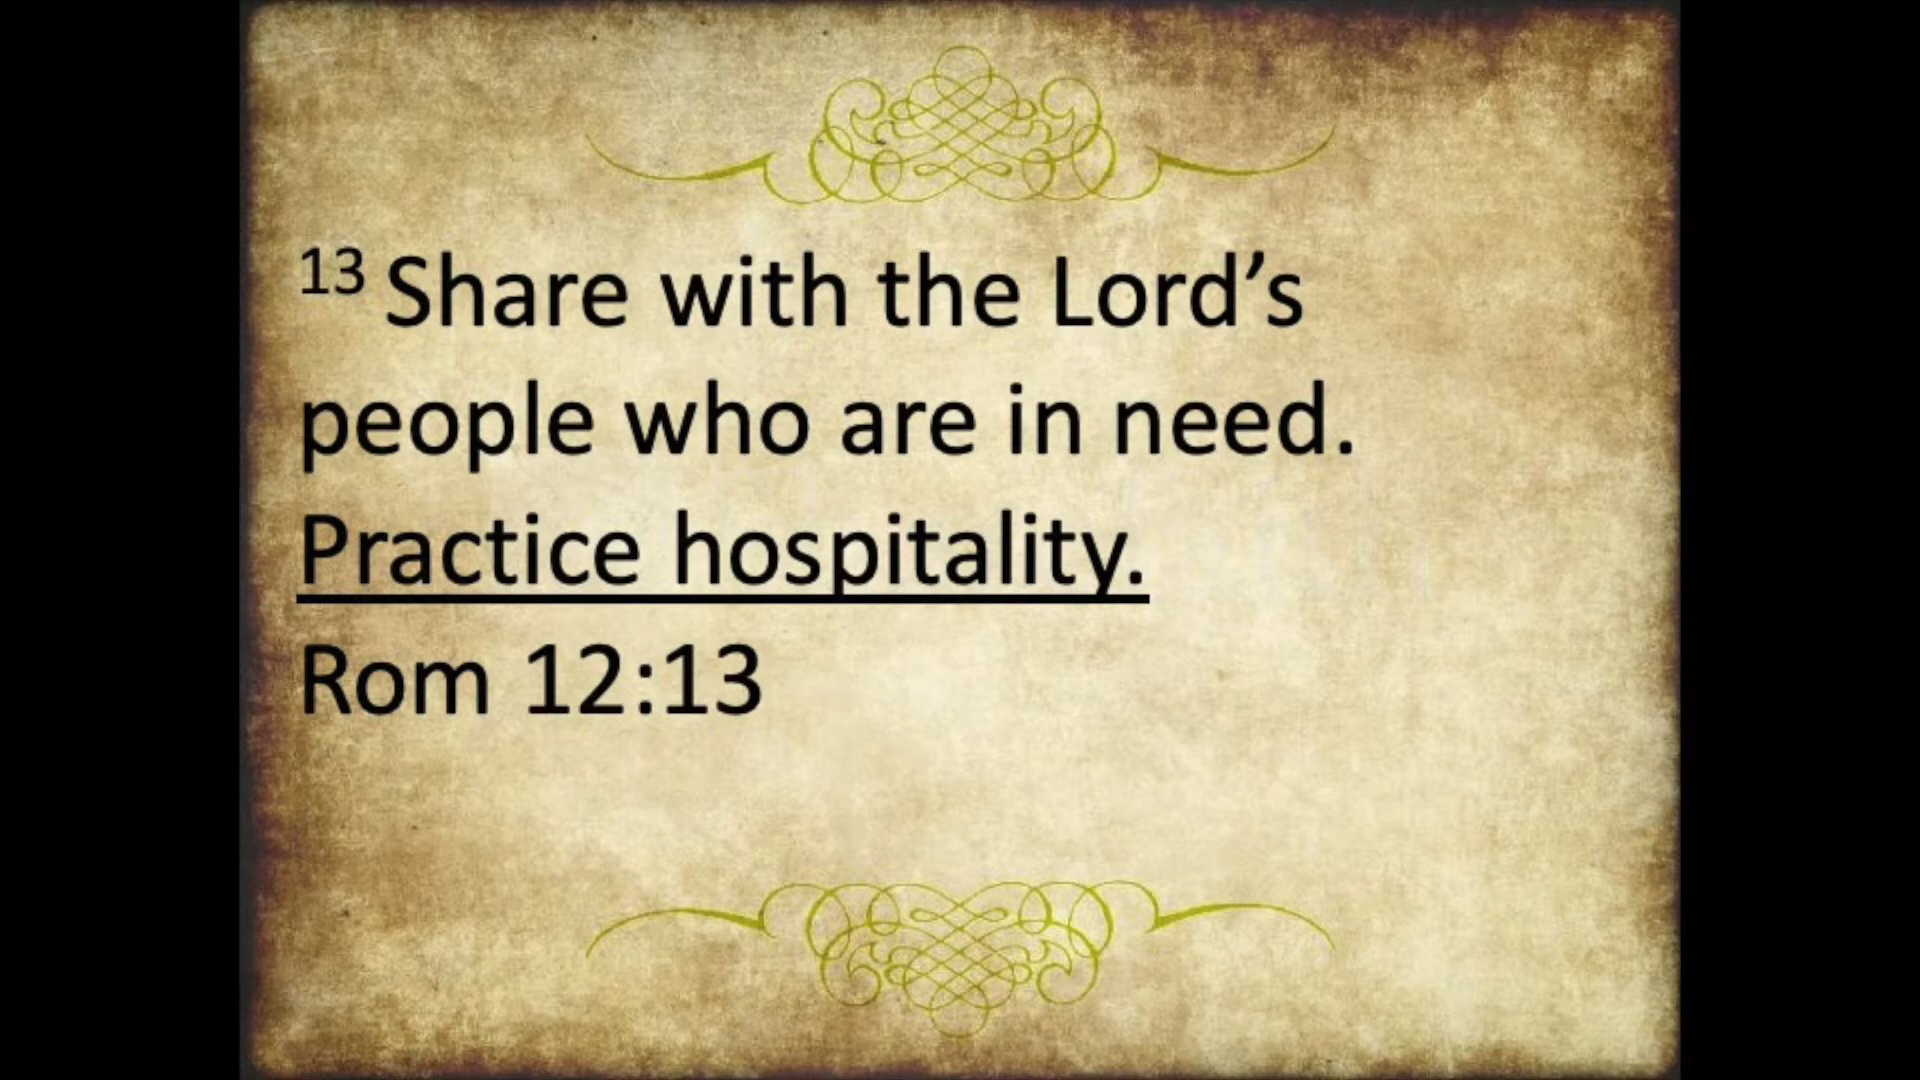 13 Share with the Lord’s
people who are in need.
Practice hospitality.
Rom 12:13